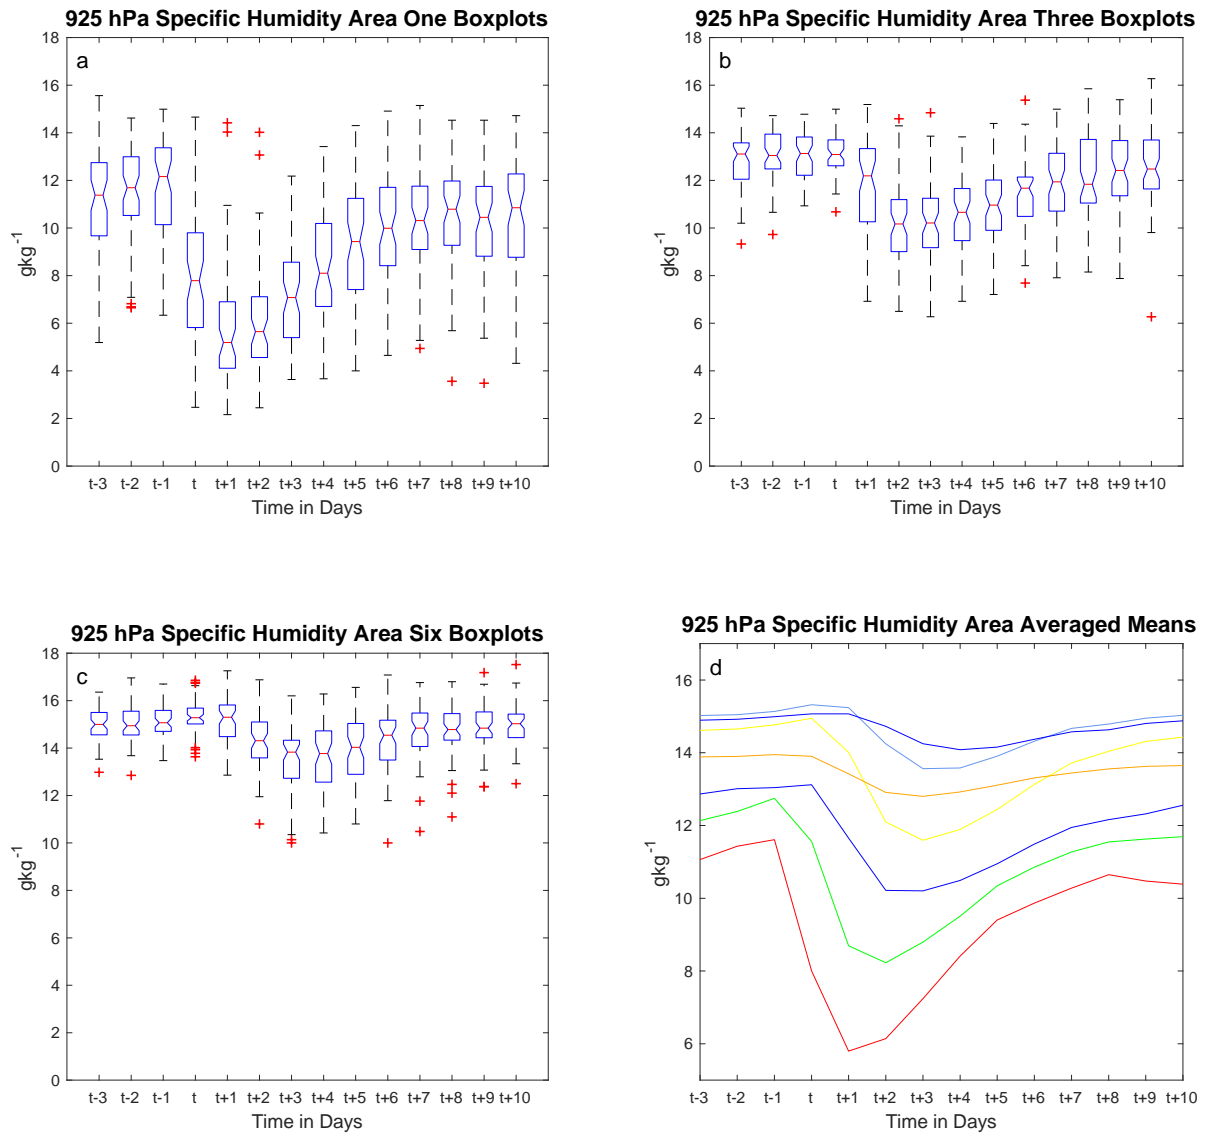 925 hPa Specific Humidity Area One Boxplots
a
18
16
14
12
10
8
6
4
2
0
gkg-1
t-3 t-2 t-1 t t+1 t+2 t+3 t+4 t+5 t+6 t+7 t+8 t+9 t+10
Time in Days
925 hPa Specific Humidity Area Three Boxplots
b
18
16
14
12
10
8
6
4
2
0
gkg-1
t-3 t-2 t-1 t t+1 t+2 t+3 t+4 t+5 t+6 t+7 t+8 t+9 t+10
Time in Days
925 hPa Specific Humidity Area Six Boxplots
c
18
16
14
12
10
8
6
4
2
0
gkg-1
t-3 t-2 t-1 t t+1 t+2 t+3 t+4 t+5 t+6 t+7 t+8 t+9 t+10
Time in Days
925 hPa Specific Humidity Area Averaged Means
d
16
14
12
10
8
6
gkg-1
t-3 t-2 t-1 t t+1 t+2 t+3 t+4 t+5 t+6 t+7 t+8 t+9 t+10
Time in Days